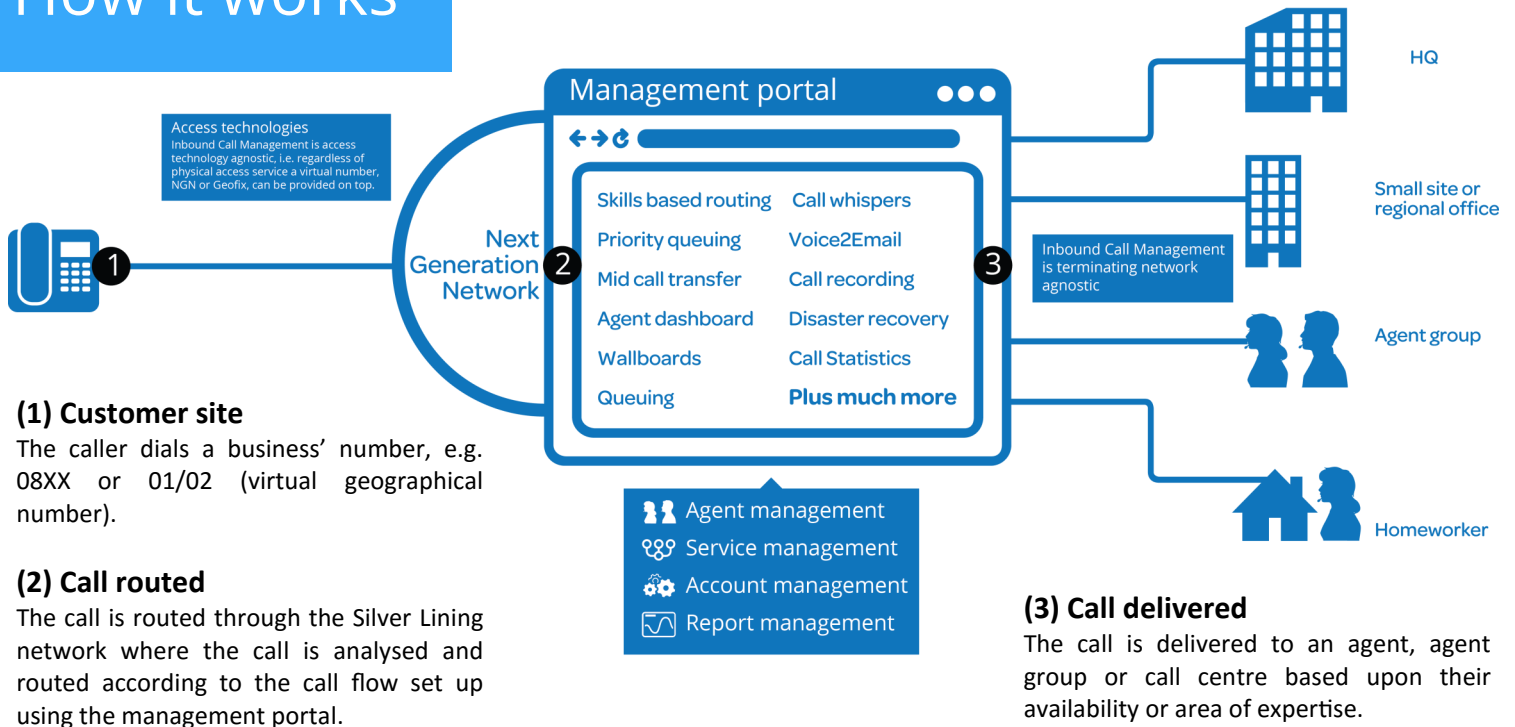 How it works
Access technologies
Inbound Call Management is access
technology agnostic, i.e. regardless of
physical access service a virtual number,
NGN or Geofix, can be provided on top.
1
Next
Generation
Network
2
Management portal
Skills based routing
Priority queuing
Mid call transfer
Agent dashboard
Wallboards
Queuing
Call whispers
Voice2Email
Call recording
Disaster recovery
Call Statistics
Plus much more
3
Inbound Call Management
is terminating network
agnostic
HQ
Small site or
regional office
Agent group
Homeworker
Agent management
Service management
Account management
Report management
(1) Customer site
The caller dials a business’ number, e.g.
08XX or 01/02 (virtual geographical
number).
(2) Call routed
The call is routed through the Silver Lining
network where the call is analysed and
routed according to the call flow set up
using the management portal.
(3) Call delivered
The call is delivered to an agent, agent
group or call centre based upon their
availability or area of expertise.